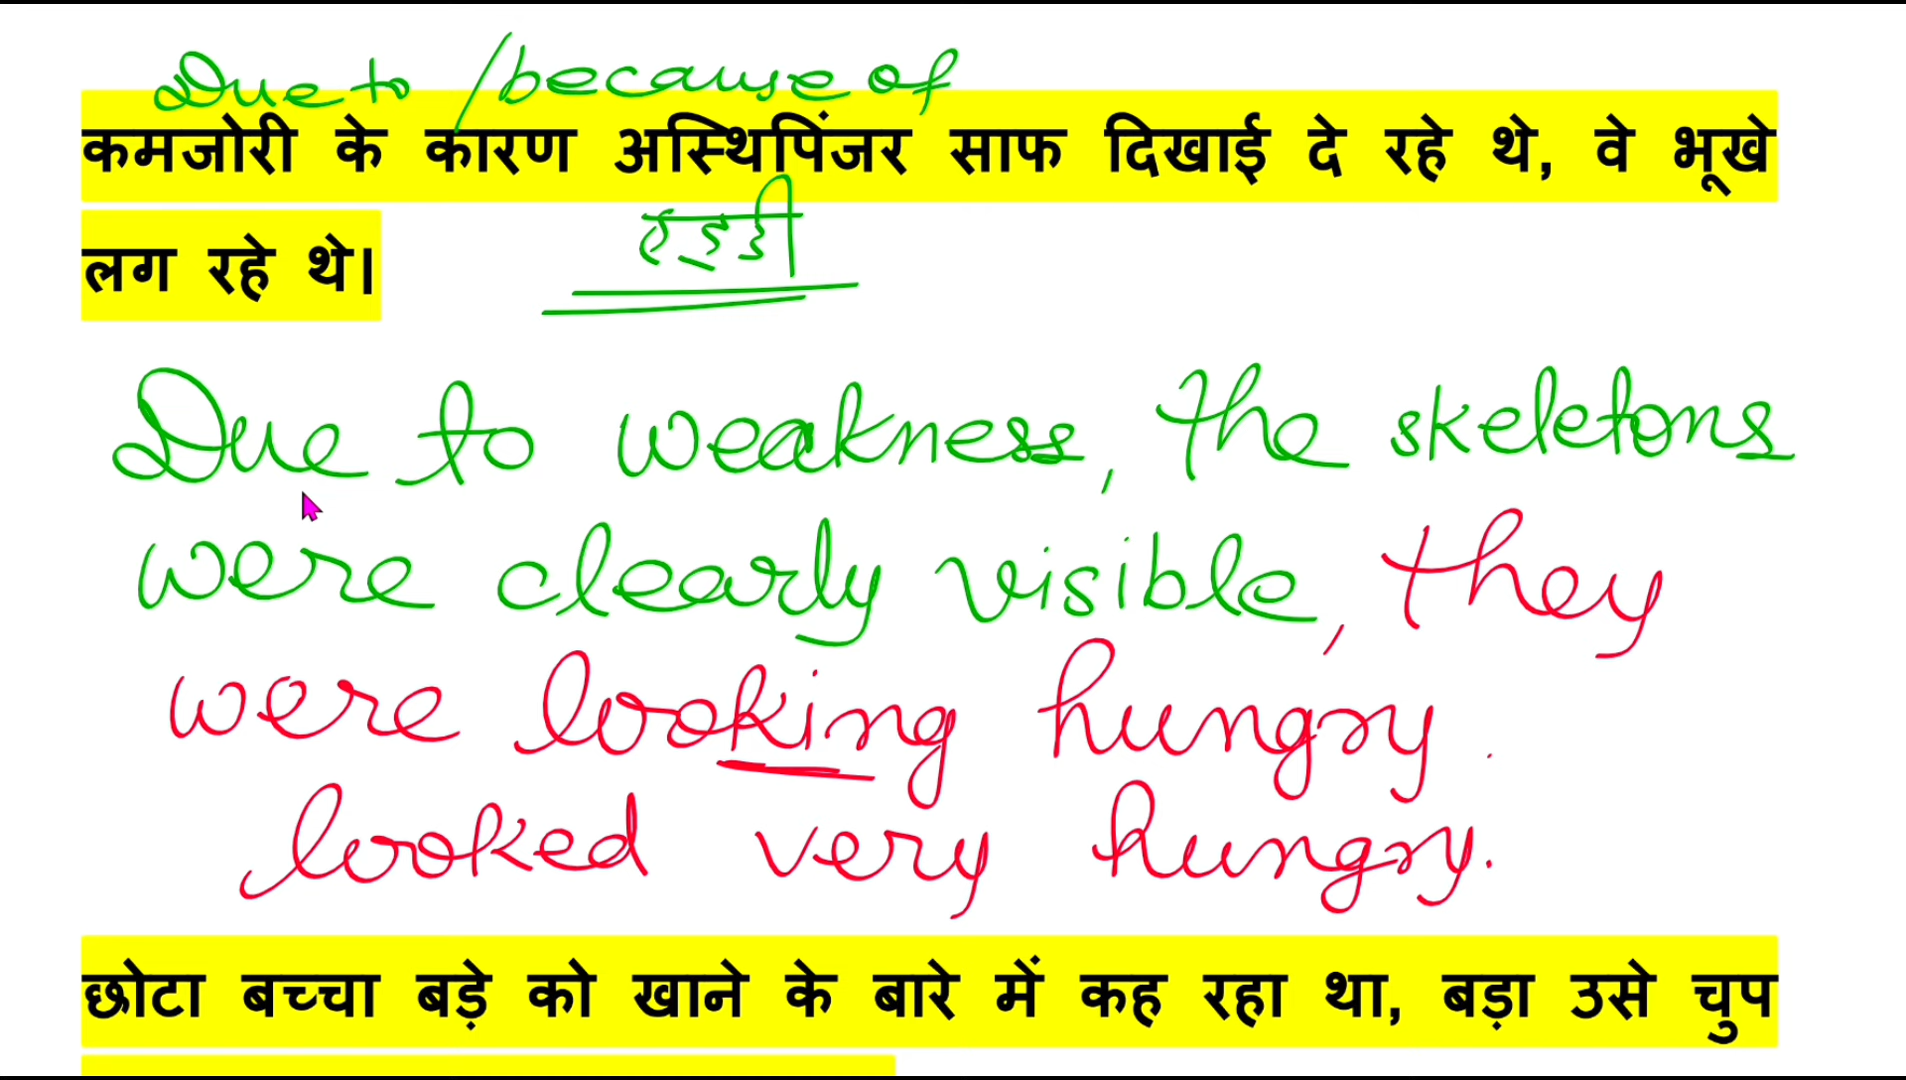 Due to / because of
कमजोरी के कारण अस्थिपिंजर साफ दिखाई दे रहे थे, वे भूखे
लग रहे थे।
Due to weakness, the skeletons
were clearly visible, they
were looking hungry.
looked very hungry.
छोटा बच्चा बड़े को खाने के बारे में कह रहा था, बड़ा उसे चुप